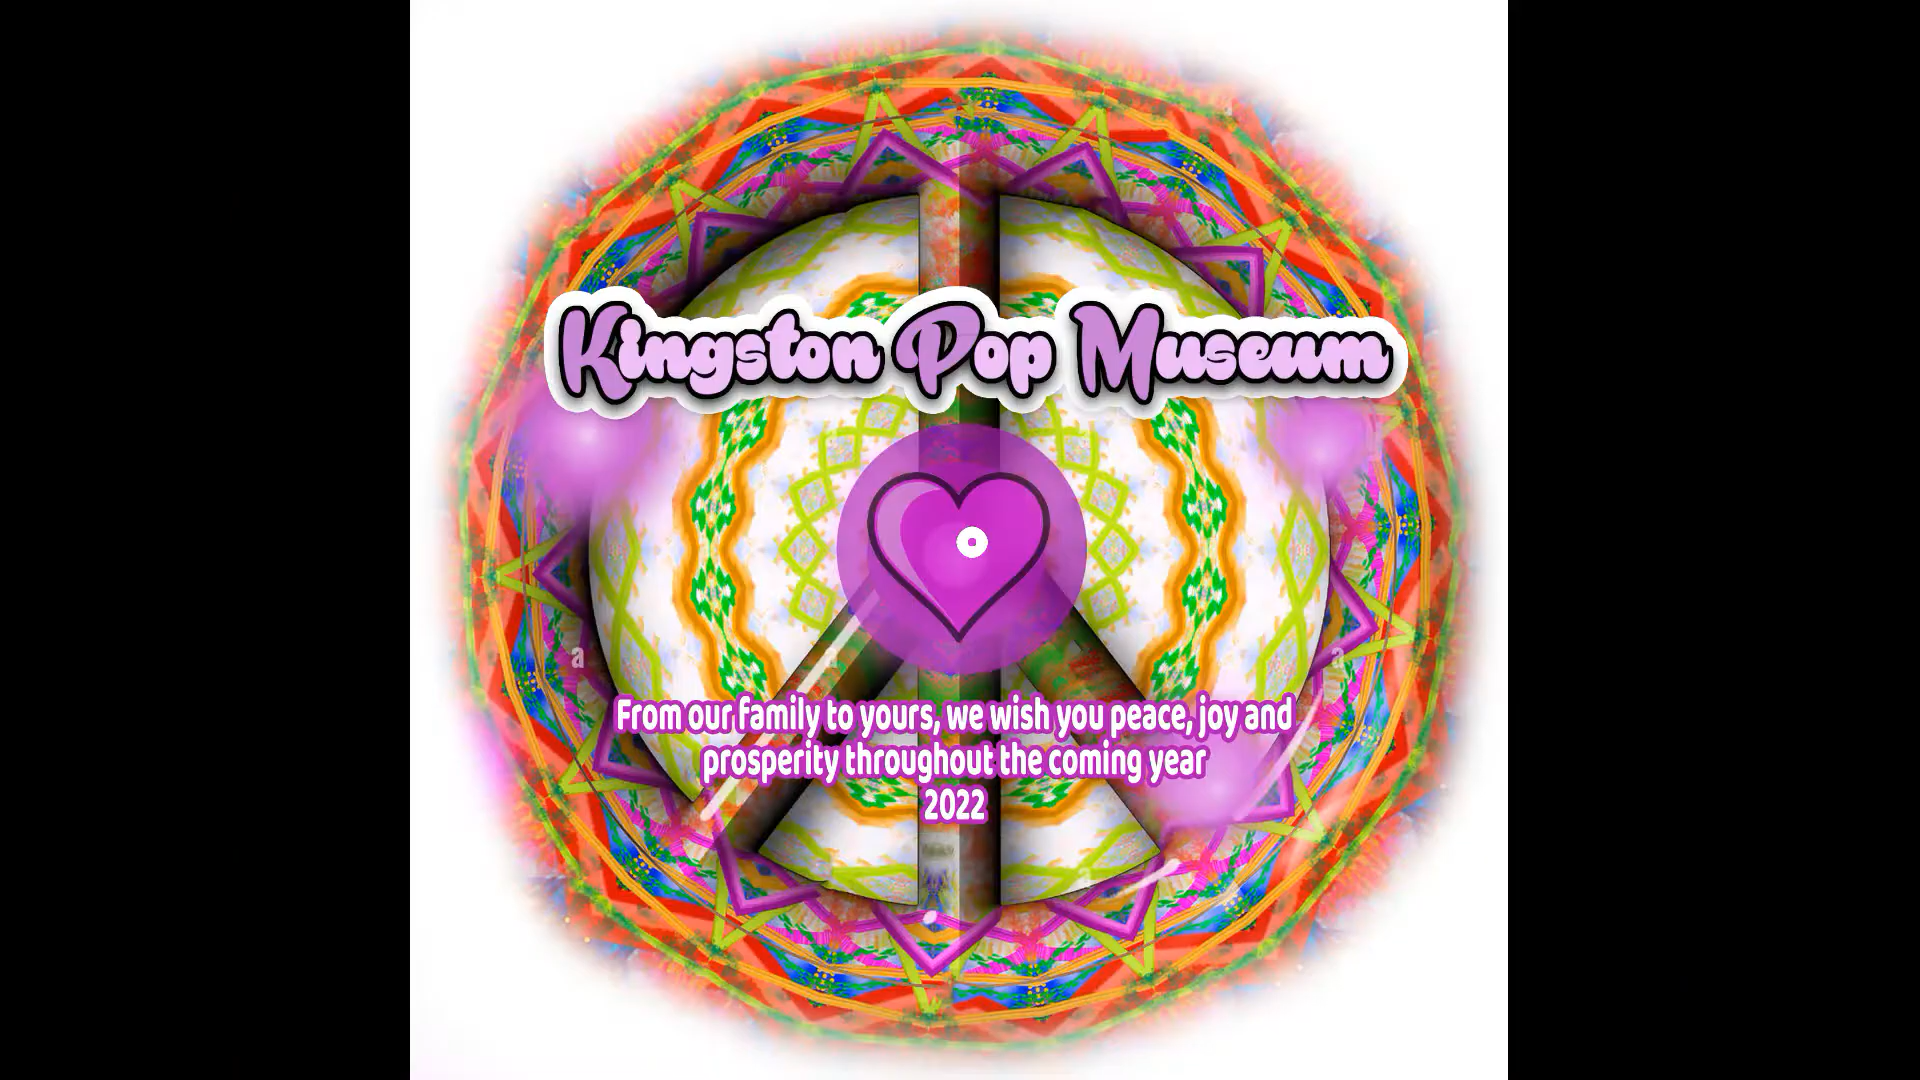 Kingston Pop Museum
From our family to yours, we wish you peace, joy and
prosperity throughout the coming year
2022
a
a
a
a